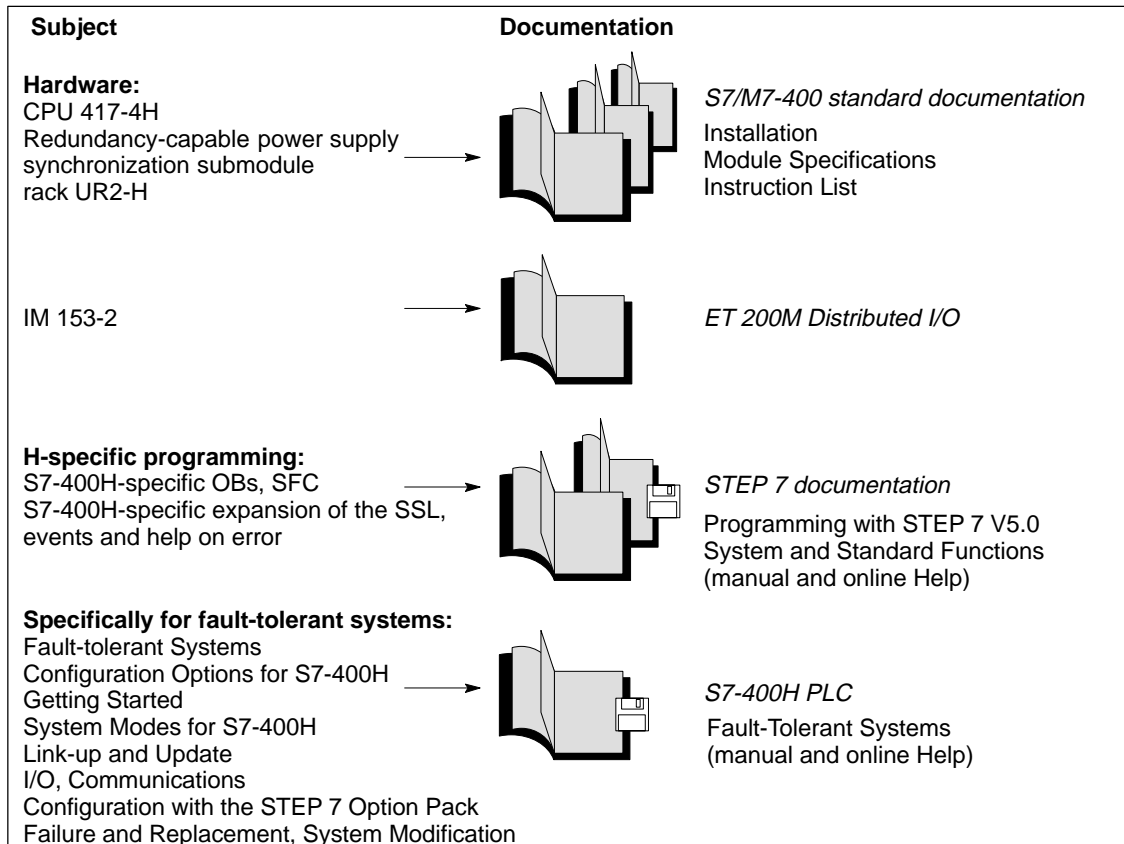 Subject Documentation
Hardware:
CPU 417-4H
Redundancy-capable power supply
synchronization submodule
rack UR2-H
S7/M7-400 standard documentation
Installation
Module Specifications
Instruction List
IM 153-2
ET 200M Distributed I/O
H-specific programming:
S7-400H-specific OBs, SFC
S7-400H-specific expansion of the SSL,
events and help on error
STEP 7 documentation
Programming with STEP 7 V5.0
System and Standard Functions
(manual and online Help)
Specifically for fault-tolerant systems:
Fault-tolerant Systems
Configuration Options for S7-400H
Getting Started
System Modes for S7-400H
Link-up and Update
I/O, Communications
Configuration with the STEP 7 Option Pack
Failure and Replacement, System Modification
S7-400H PLC
Fault-Tolerant Systems
(manual and online Help)